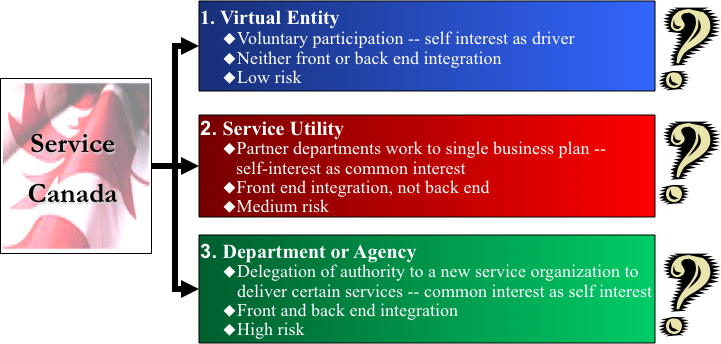 Service
Canada
1. Virtual Entity
◆Voluntary participation -- self interest as driver
◆Neither front or back end integration
◆Low risk
?
2. Service Utility
◆Partner departments work to single business plan --
self-interest as common interest
◆Front end integration, not back end
◆Medium risk
?
3. Department or Agency
◆Delegation of authority to a new service organization to
deliver certain services -- common interest as self interest
◆Front and back end integration
◆High risk
?